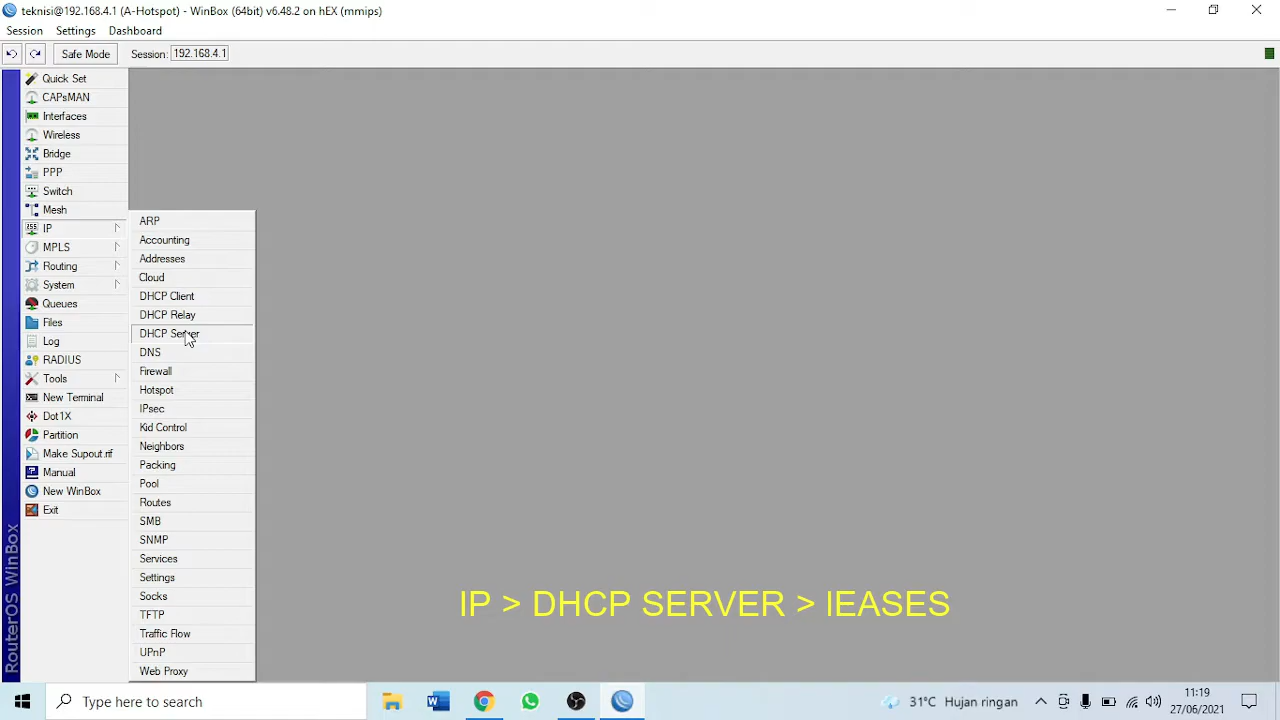 teknisi@192.168.4.1 (A-Hotspot) - WinBox (64bit) v6.48.2 on hEX (mmips)
Session Settings Dashboard
Safe Mode Session: 192.168.4.1
Quick Set
CAPsMAN
Interfaces
Wireless
Bridge
PPP
Switch
Mesh
IP
MPLS
Routing
System
Queues
Files
Log
RADIUS
Tools
New Terminal
Dot1X
Partition
Make Supout.rif
Manual
New WinBox
Exit
RouterOS WinBox
ARP
Accounting
Addresses
Cloud
DHCP Client
DHCP Relay
DHCP Server
DNS
Firewall
Hotspot
IPsec
Kid Control
Neighbors
Packing
Pool
Routes
SMB
SNMP
Services
Settings
Socks
TFTP
Traffic Flow
UPnP
Web Proxy
IP > DHCP SERVER > lEASES
Type here to search
31°C Hujan ringan
11:19
27/06/2021